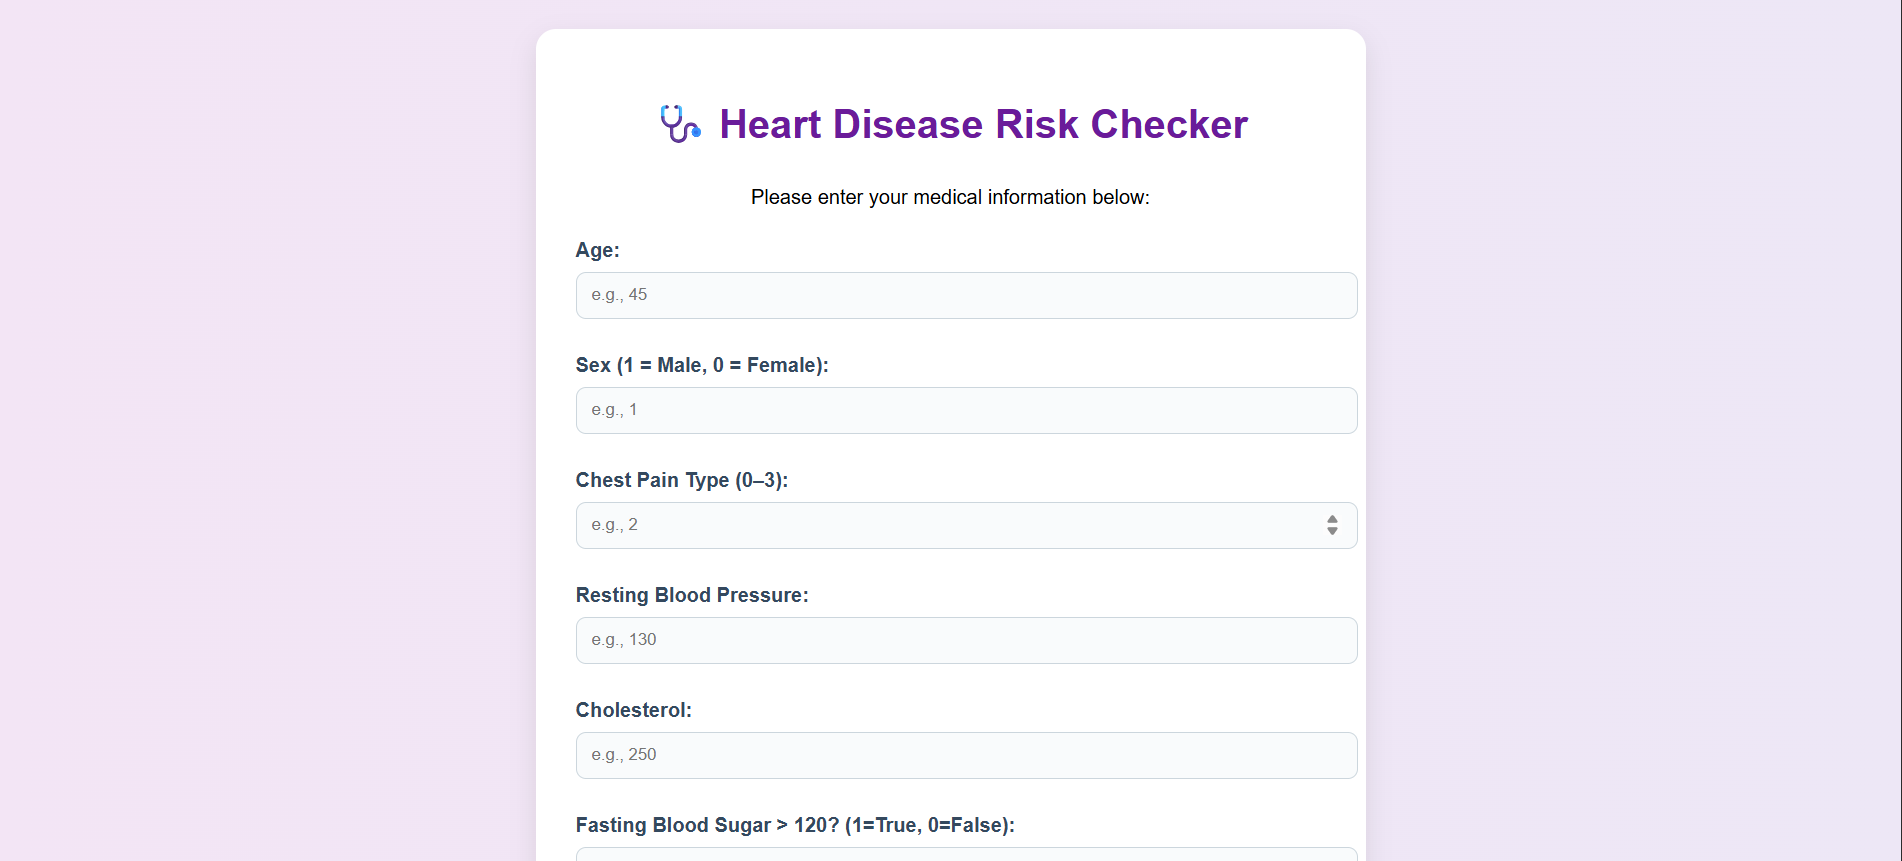 Heart Disease Risk Checker
Please enter your medical information below:
Age:
e.g., 45
Sex (1 = Male, 0 = Female):
e.g., 1
Chest Pain Type (0–3):
e.g., 2
Resting Blood Pressure:
e.g., 130
Cholesterol:
e.g., 250
Fasting Blood Sugar > 120? (1=True, 0=False):